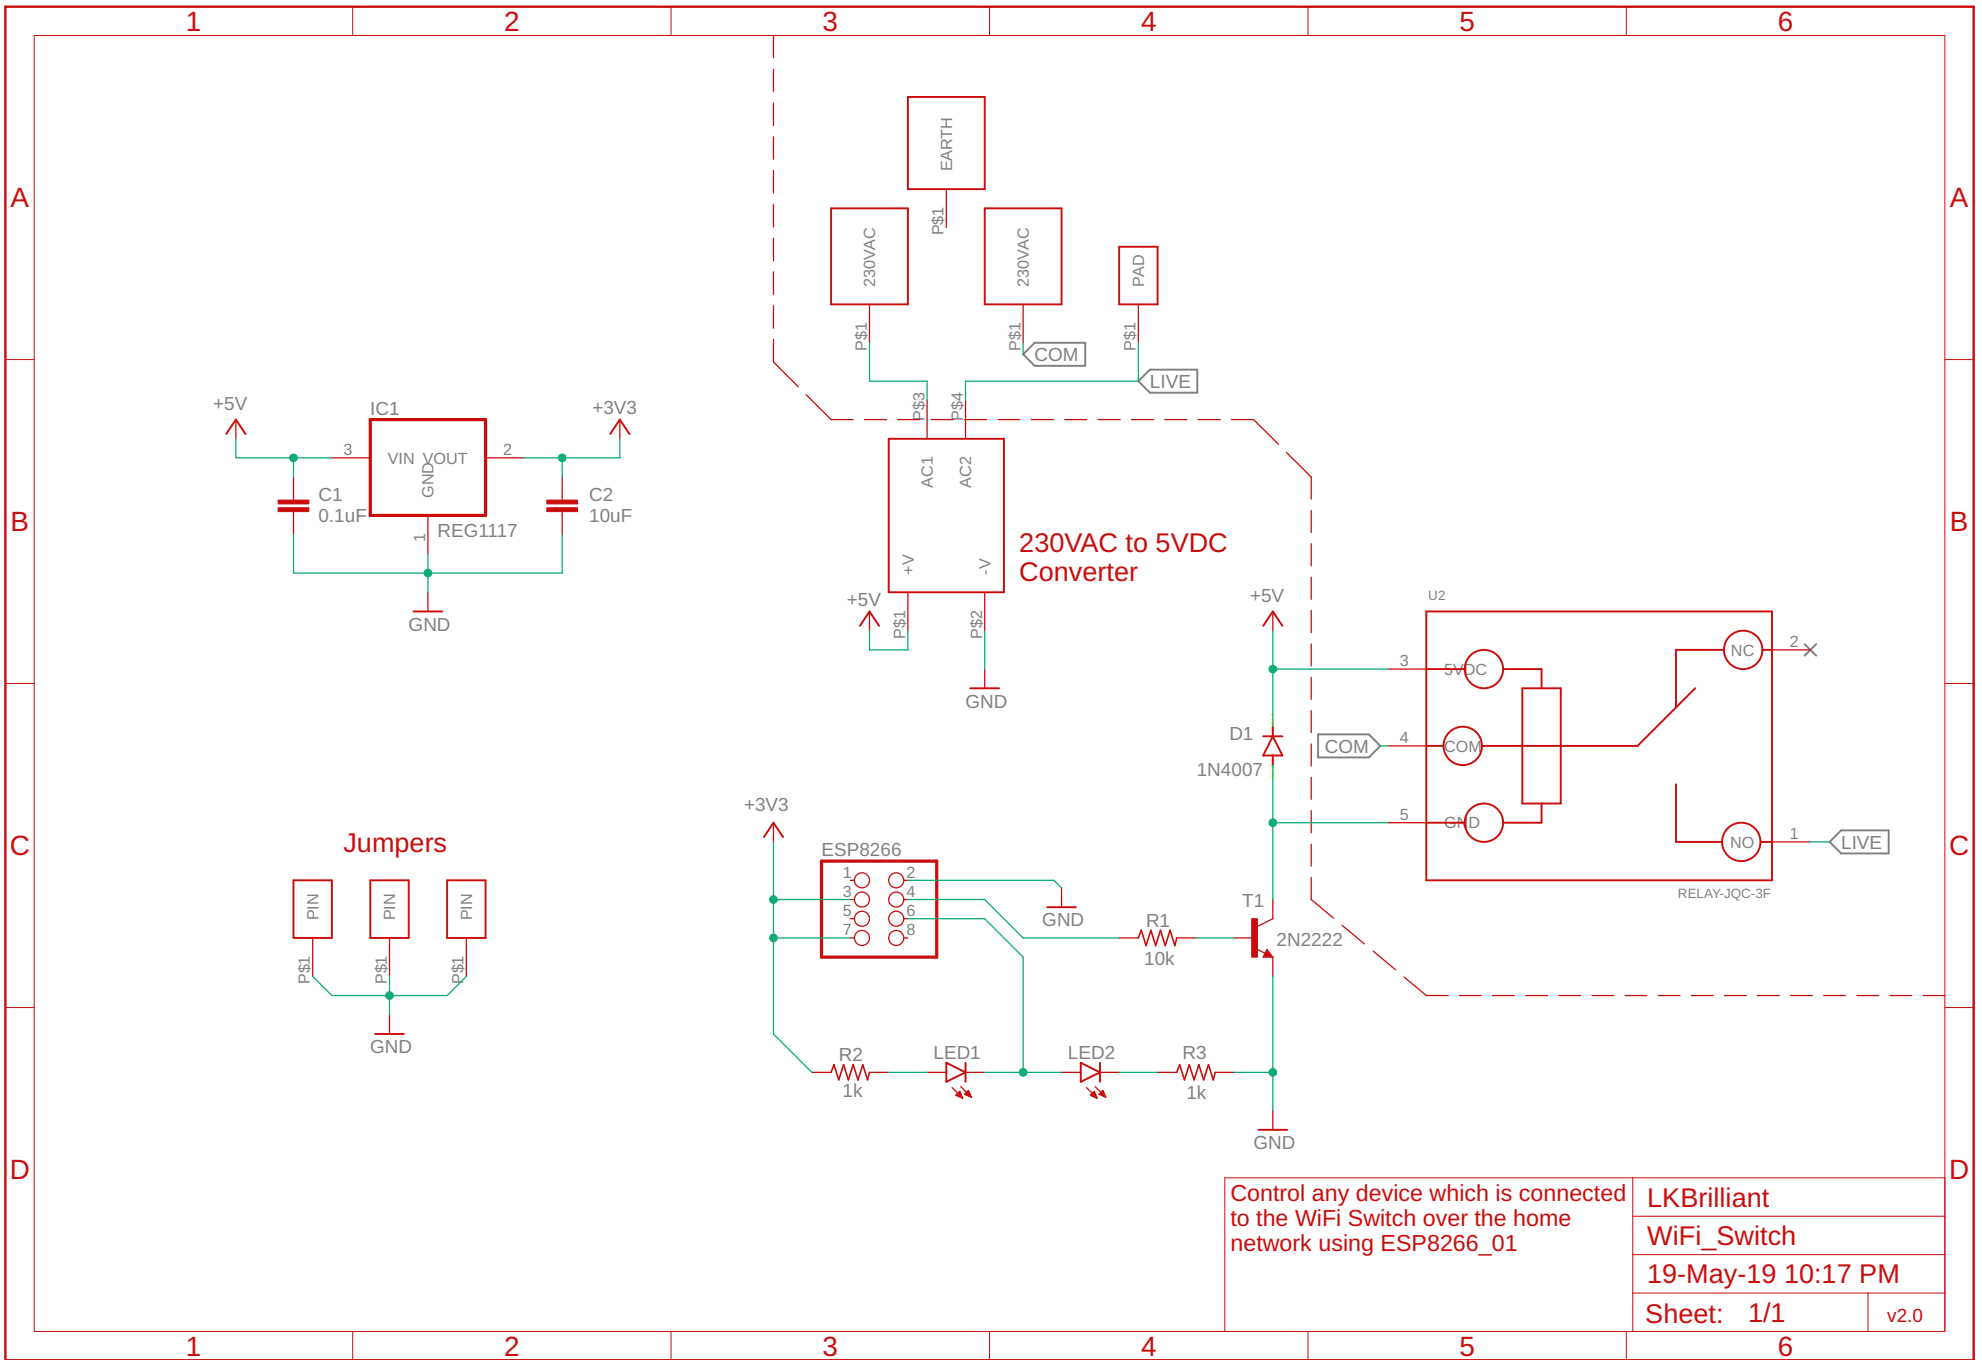 1 2 3 4 5 6
A A
B B
C C
D D
EARTH
P$1
230VAC
P$1
230VAC
P$1
COM
PAD
P$1
LIVE
P$3
P$4
AC1
AC2
+V
-V
230VAC to 5VDC
Converter
+5V
P$1
P$2
GND
+5V
IC1
+3V3
3
VIN VOUT
GND
2
C1
0.1uF
C2
10uF
1
REG1117
GND
+5V
U2
3
5VDC
NC
2
D1
1N4007
COM
4
COM
5
GND
NO
1
LIVE
RELAY-JQC-3F
Jumpers
PIN
PIN
PIN
P$1
P$1
P$1
GND
+3V3
ESP8266
1 2
3 4
5 6
7 8
GND
R1
10k
T1
2N2222
R2
1k
LED1
LED2
R3
1k
GND
Control any device which is connected
to the WiFi Switch over the home
network using ESP8266_01
LKBrilliant
WiFi_Switch
19-May-19 10:17 PM
Sheet: 1/1
v2.0
1 2 3 4 5 6